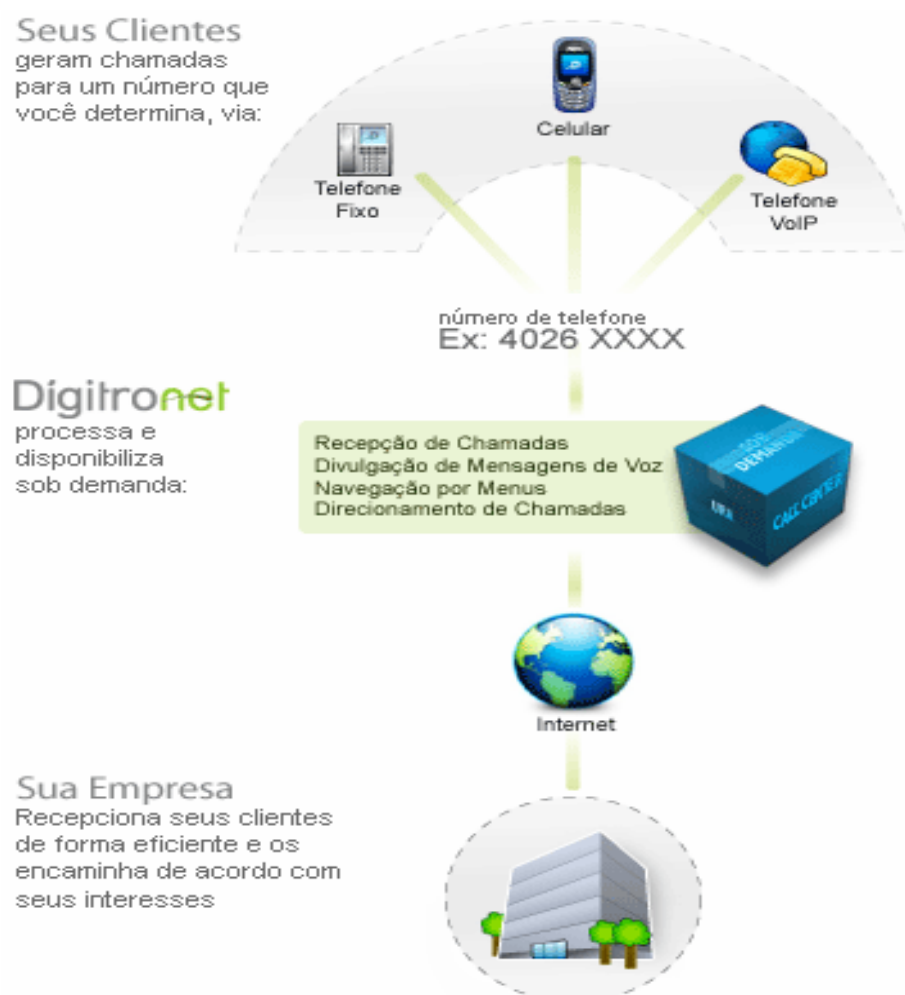 Seus Clientes
geram chamadas
para um número que
você determina, via:
Celular
Telefone
Fixo
Telefone
VoIP
número de telefone
Ex: 4026 XXXX
Dígitronet
processa e
disponibiliza
sob demanda:
Recepção de Chamadas
Divulgação de Mensagens de Voz
Navegação por Menus
Direcionamento de Chamadas
SOB
DEMANDA
URA
CALL CENTER
Internet
Sua Empresa
Recepciona seus clientes
de forma eficiente e os
encaminha de acordo com
seus interesses